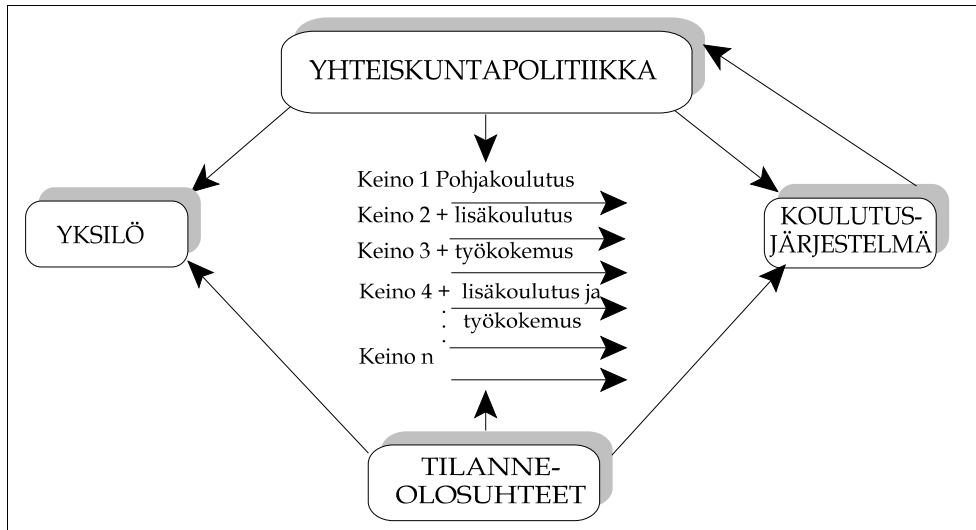 YHTEISKUNTAPOLITIIKKA
Keino 1 Pohjakoulutus
Keino 2 + lisäkoulutus
Keino 3 + työkokemus
Keino 4 + lisäkoulutus ja
työkokemus
Keino n
YKSILÖ
KOULUTUS-
JÄRJESTELMÄ
TILANNE-
OLOSUHTEET